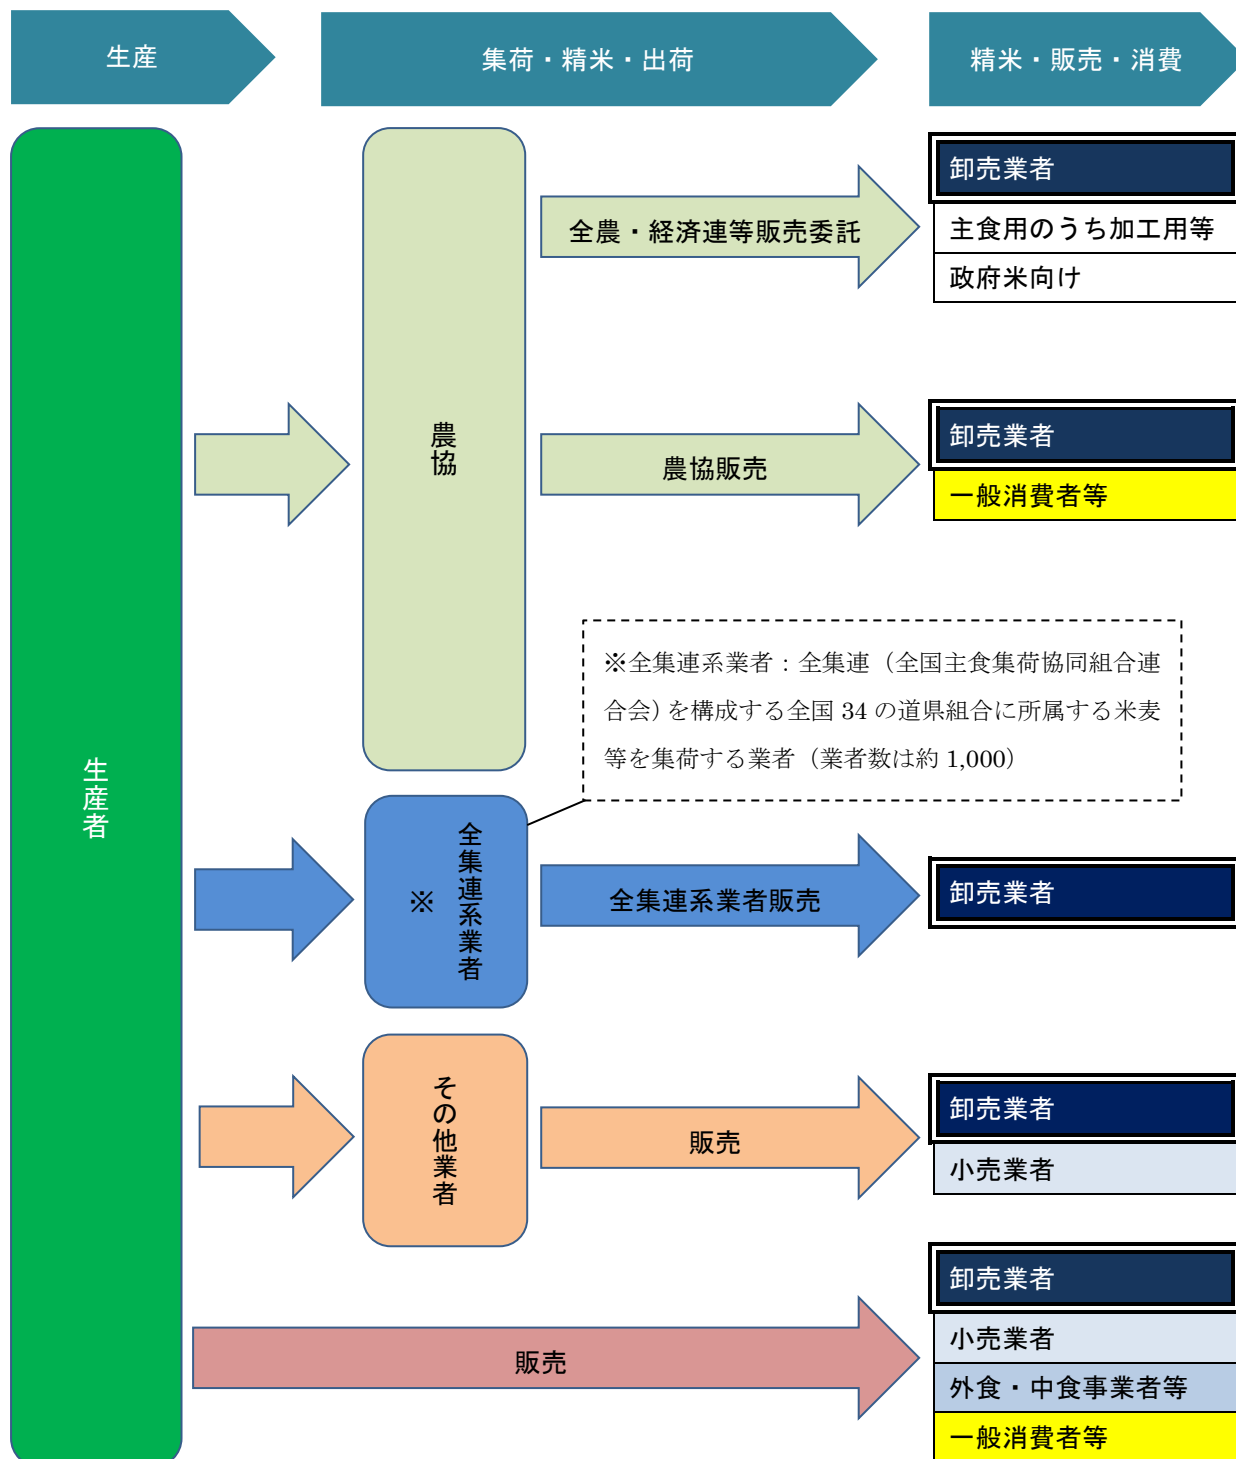 生産
集荷・精米・出荷
精米・販売・消費
生産者
農協
全農・経済連等販売委託
卸売業者
主食用のうち加工用等
政府米向け
農協販売
卸売業者
一般消費者等
※全集連系業者：全集連（全国主食集荷協同組合連
合会）を構成する全国 34 の道県組合に所属する米麦
等を集荷する業者（業者数は約 1,000）
全集連系業者
※
全集連系業者販売
卸売業者
その他業者
販売
卸売業者
小売業者
販売
卸売業者
小売業者
外食・中食事業者等
一般消費者等